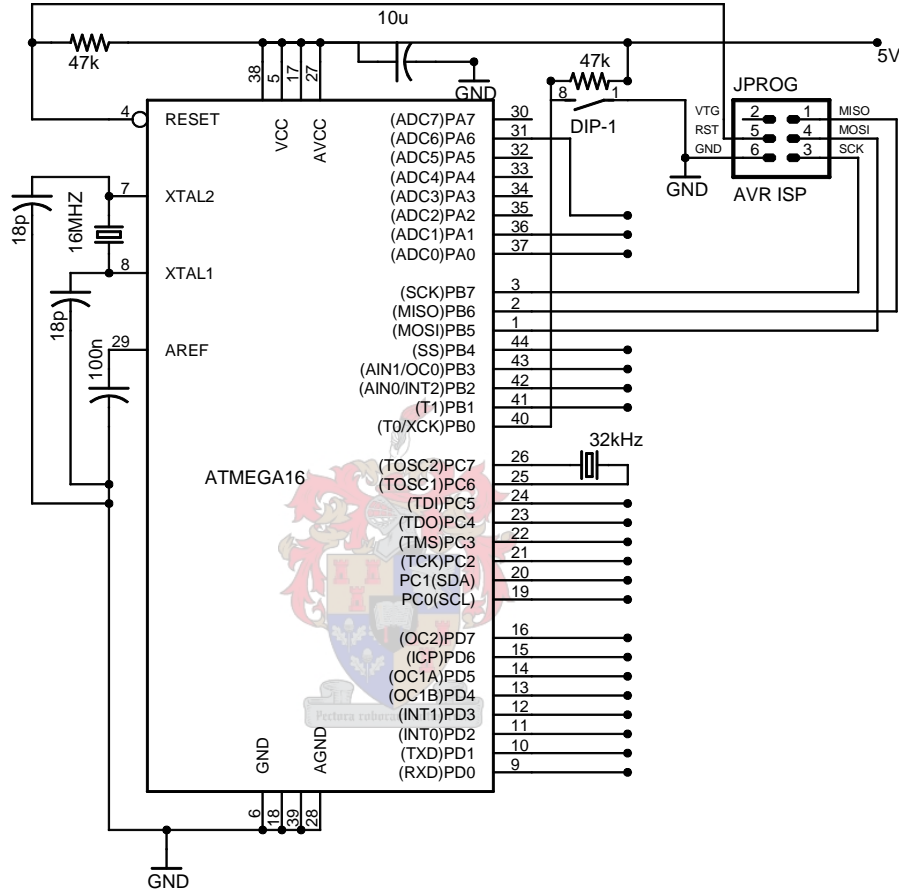 10u
47k
5V
38
5
17
27
GND
47k
8
1
DIP-1
GND
JPROG
VTG
2
1
MISO
RST
5
4
MOSI
GND
6
3
SCK
AVR ISP
4
RESET
VCC
AVCC
7
XTAL2
18p
16MHZ
8
XTAL1
18p
29
AREF
100n
ATMEGA16
(ADC7)PA7
30
(ADC6)PA6
31
(ADC5)PA5
32
(ADC4)PA4
33
(ADC3)PA3
34
(ADC2)PA2
35
(ADC1)PA1
36
(ADC0)PA0
37
(SCK)PB7
3
(MISO)PB6
2
(MOSI)PB5
1
(SS)PB4
44
(AIN1/OC0)PB3
43
(AIN0/INT2)PB2
42
(T1)PB1
41
(T0/XCK)PB0
40
32kHz
(TOSC2)PC7
26
(TOSC1)PC6
25
(TDI)PC5
24
(TDO)PC4
23
(TMS)PC3
22
(TCK)PC2
21
PC1(SDA)
20
PC0(SCL)
19
(OC2)PD7
16
(ICP)PD6
15
(OC1A)PD5
14
(OC1B)PD4
13
(INT1)PD3
12
(INT0)PD2
11
(TXD)PD1
10
(RXD)PD0
9
Pectora
GND
AGND
6
18
39
28
GND